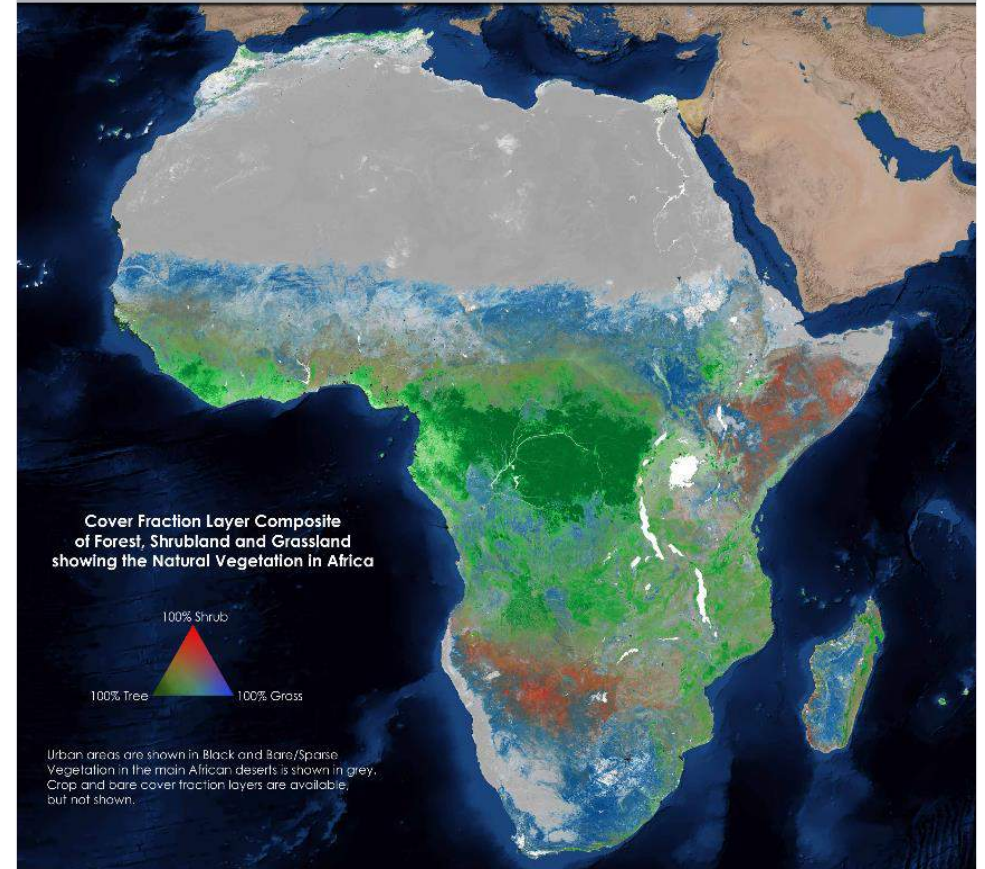 Cover Fraction Layer Composite
of Forest, Shrubland and Grassland
showing the Natural Vegetation in Africa
100% Shrub
100% Tree
100% Grass
Urban areas are shown in Black and Bare/Sparse
Vegetation in the main African deserts is shown in grey.
Crop and bare cover fraction layers are available,
but not shown.